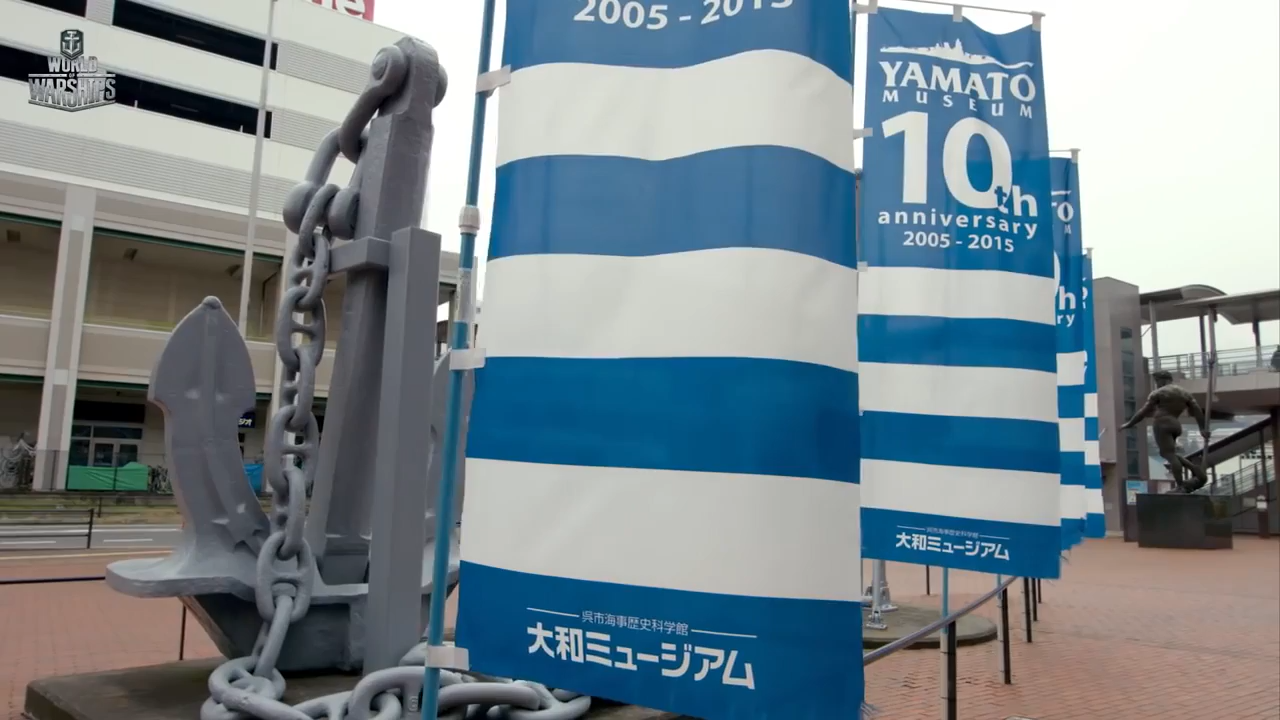 WORLD
OF
WARSHIPS
2005 - 2015
呉市海事歴史科学館
大和ミュージアム
YAMATO
MUSEUM
10th
anniversary
2005 - 2015
呉市海事歴史科学館
大和ミュージアム